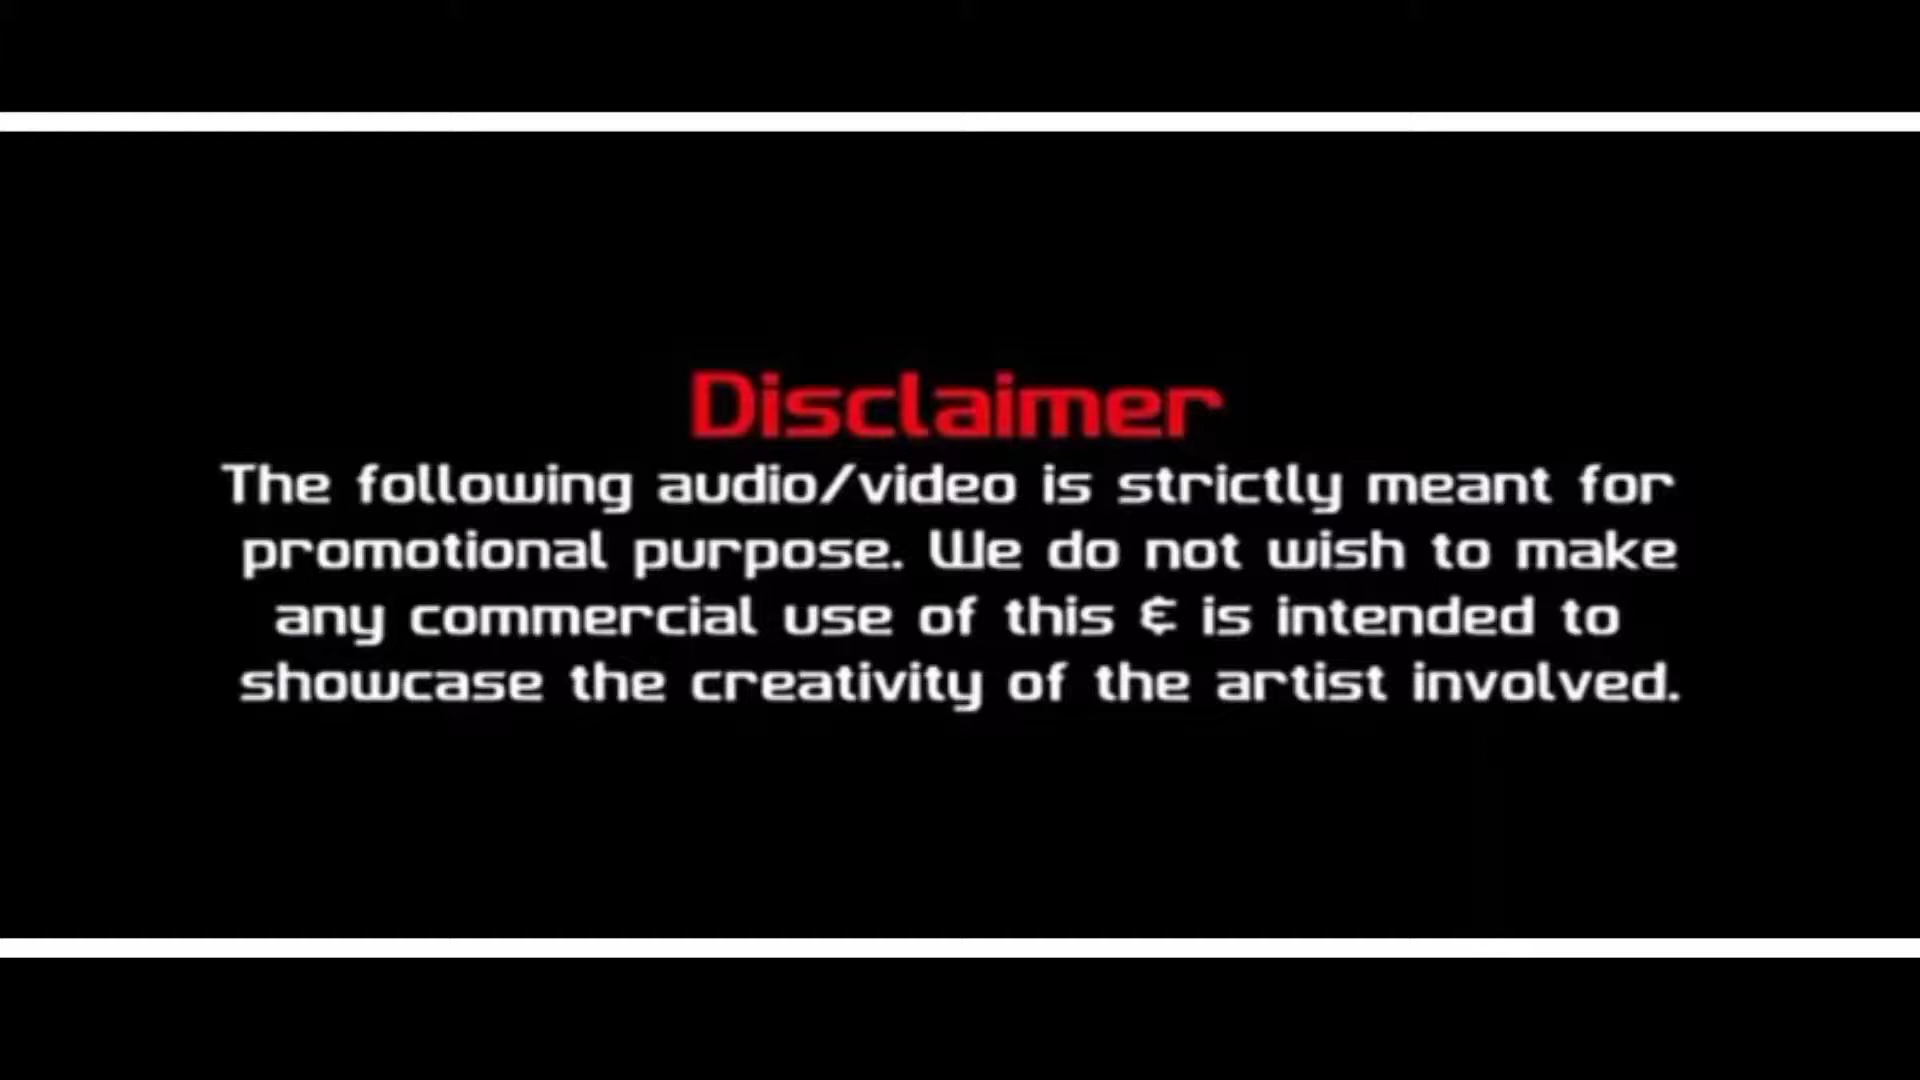 Disclaimer
The following audio/video is strictly meant for
promotional purpose. We do not wish to make
any commercial use of this & is intended to
showcase the creativity of the artist involved.